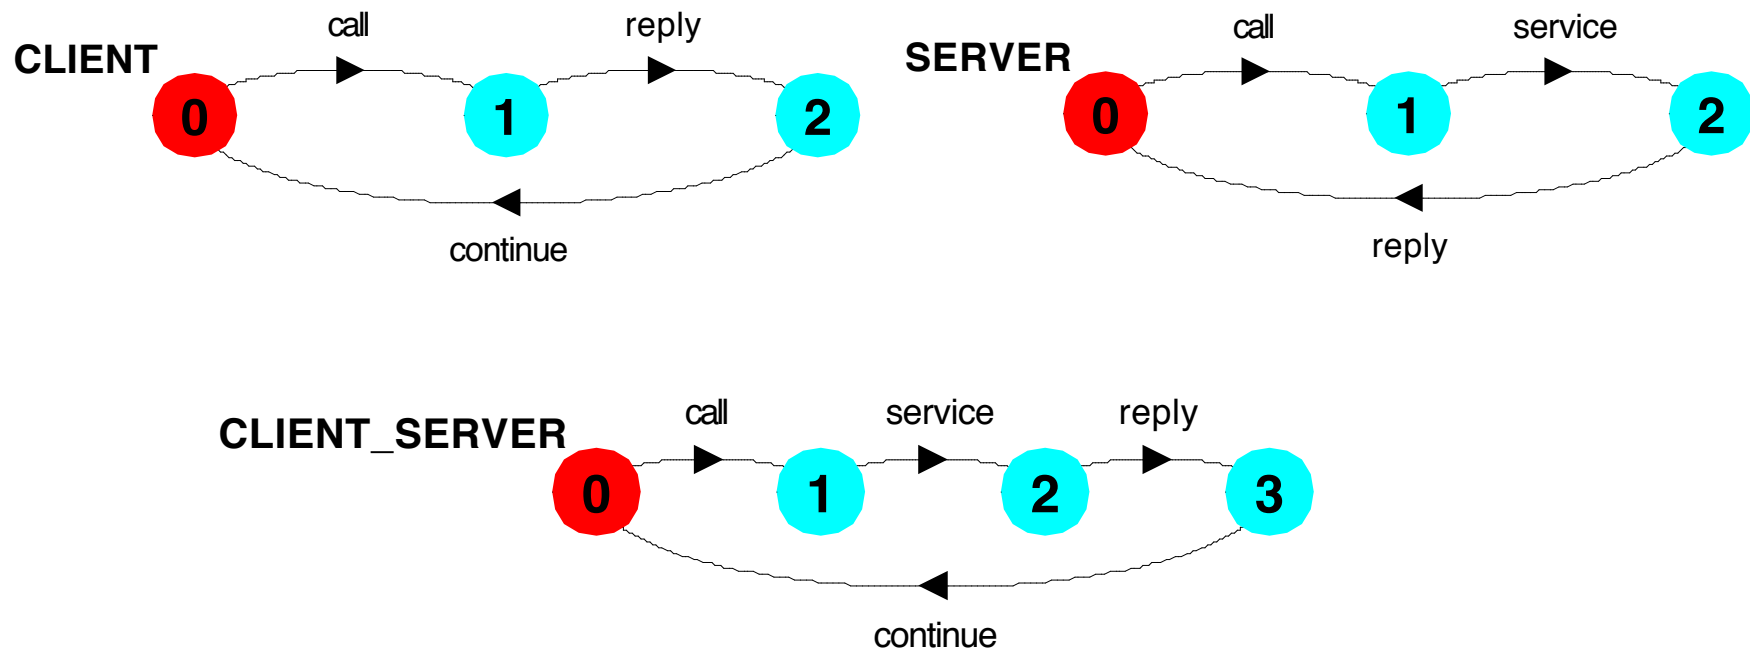 call
reply
CLIENT
0
1
2
continue
call
service
SERVER
0
1
2
reply
call
service
reply
CLIENT_SERVER
0
1
2
3
continue